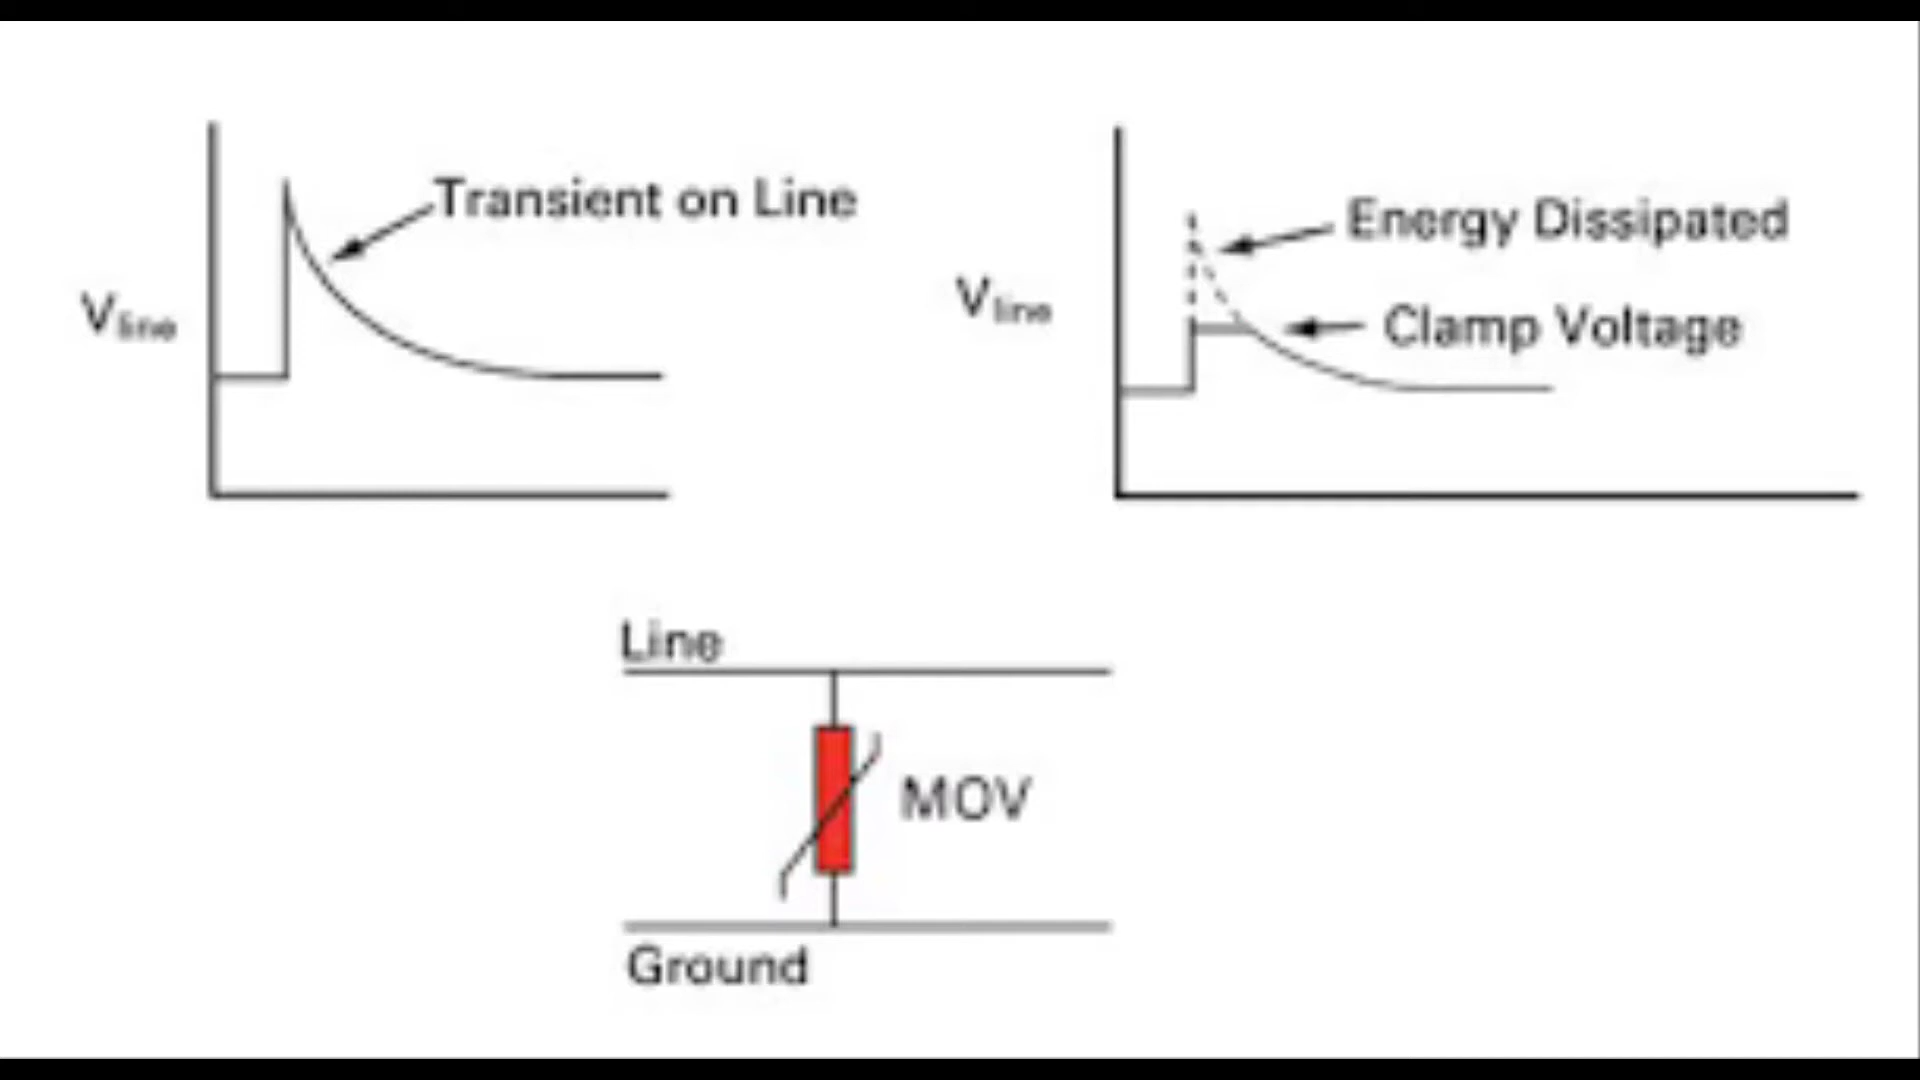 Transient on Line
Vline
Energy Dissipated
Vline
Clamp Voltage
Line
MOV
Ground